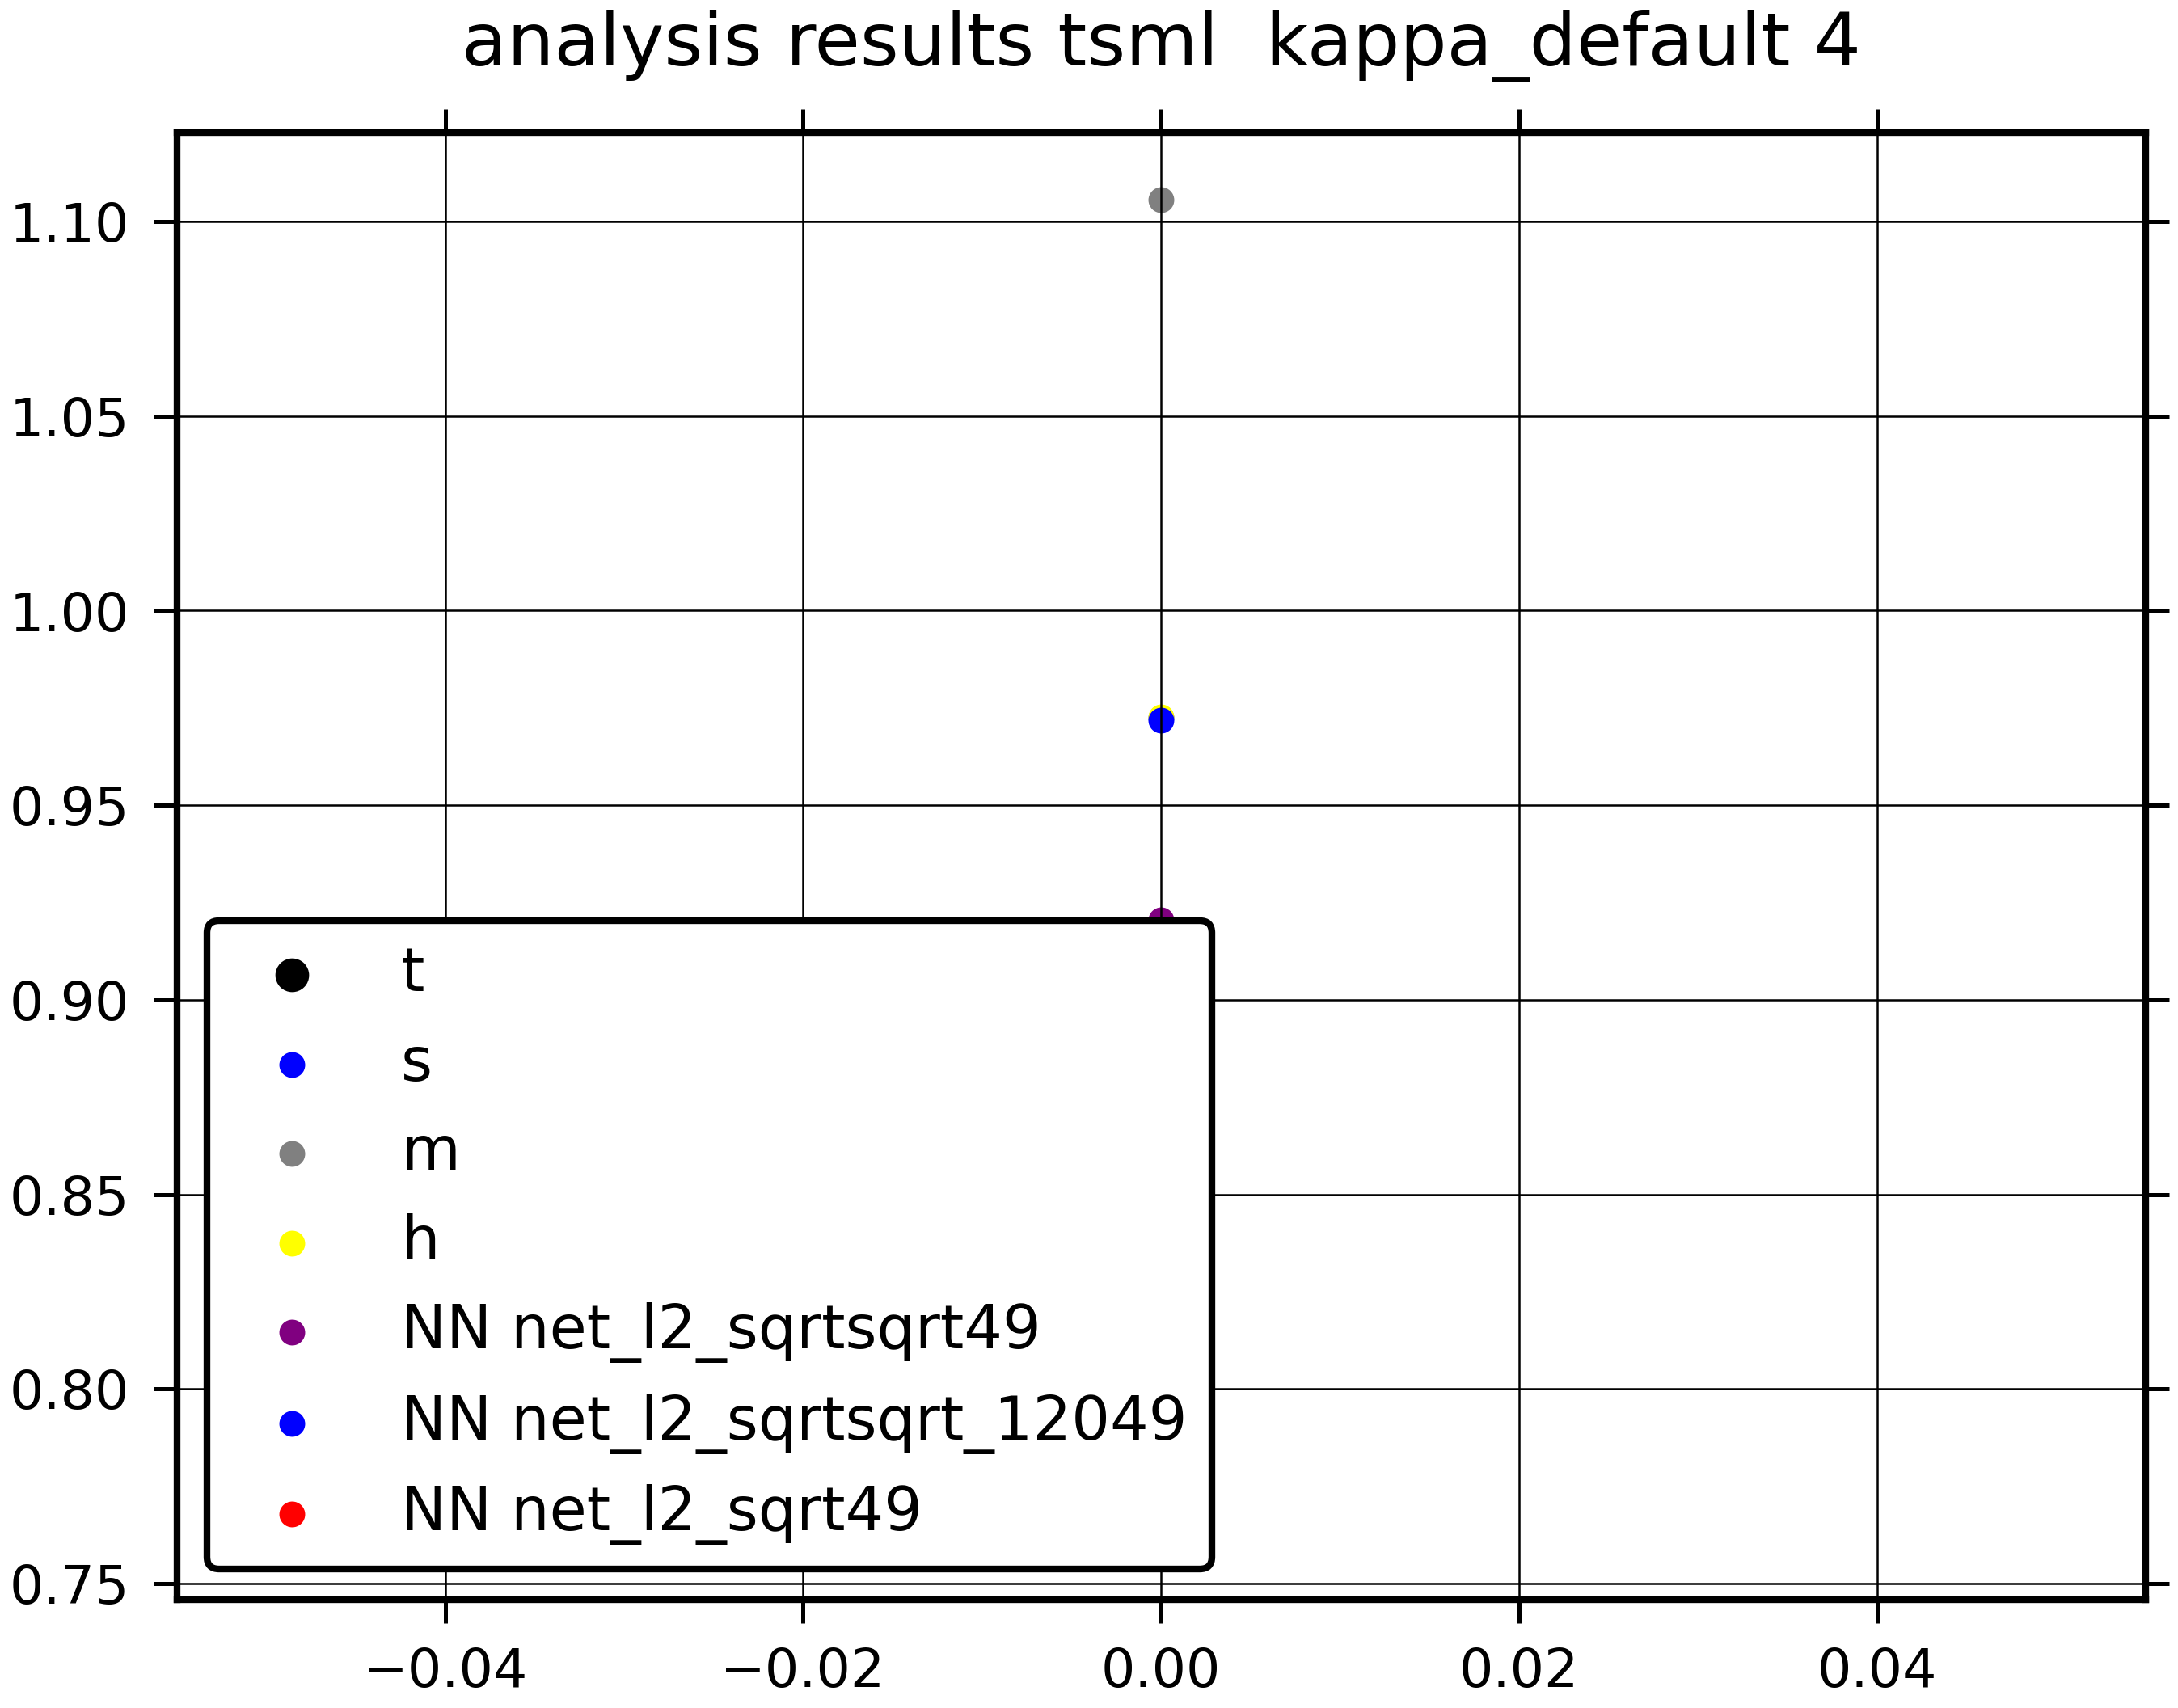 analysis results tsml  kappa_default 4
1.10
1.05
1.00
0.95
0.90
0.85
0.80
0.75
t
s
m
h
NN net_l2_sqrtsqrt49
NN net_l2_sqrtsqrt_12049
NN net_l2_sqrt49
−0.04 −0.02 0.00 0.02 0.04